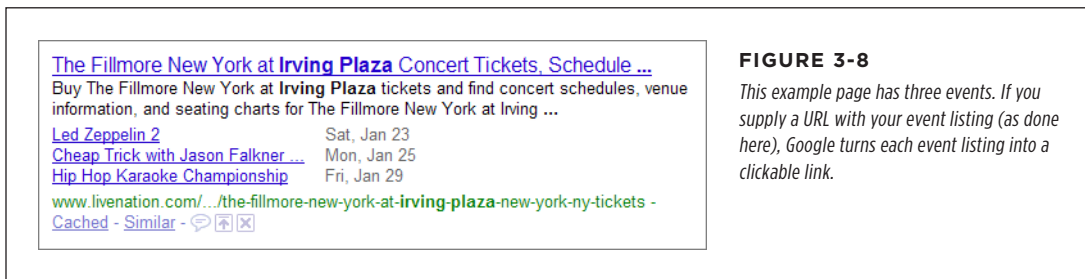 The Fillmore New York at Irving Plaza Concert Tickets, Schedule ...
Buy The Fillmore New York at Irving Plaza tickets and find concert schedules, venue
information, and seating charts for The Fillmore New York at Irving ...
Led Zeppelin 2 Sat, Jan 23
Cheap Trick with Jason Falkner ... Mon, Jan 25
Hip Hop Karaoke Championship Fri, Jan 29
www.livenation.com/.../the-fillmore-new-york-at-irving-plaza-new-york-ny-tickets -
Cached - Similar -
FIGURE 3-8
This example page has three events. If you
supply a URL with your event listing (as done
here), Google turns each event listing into a
clickable link.